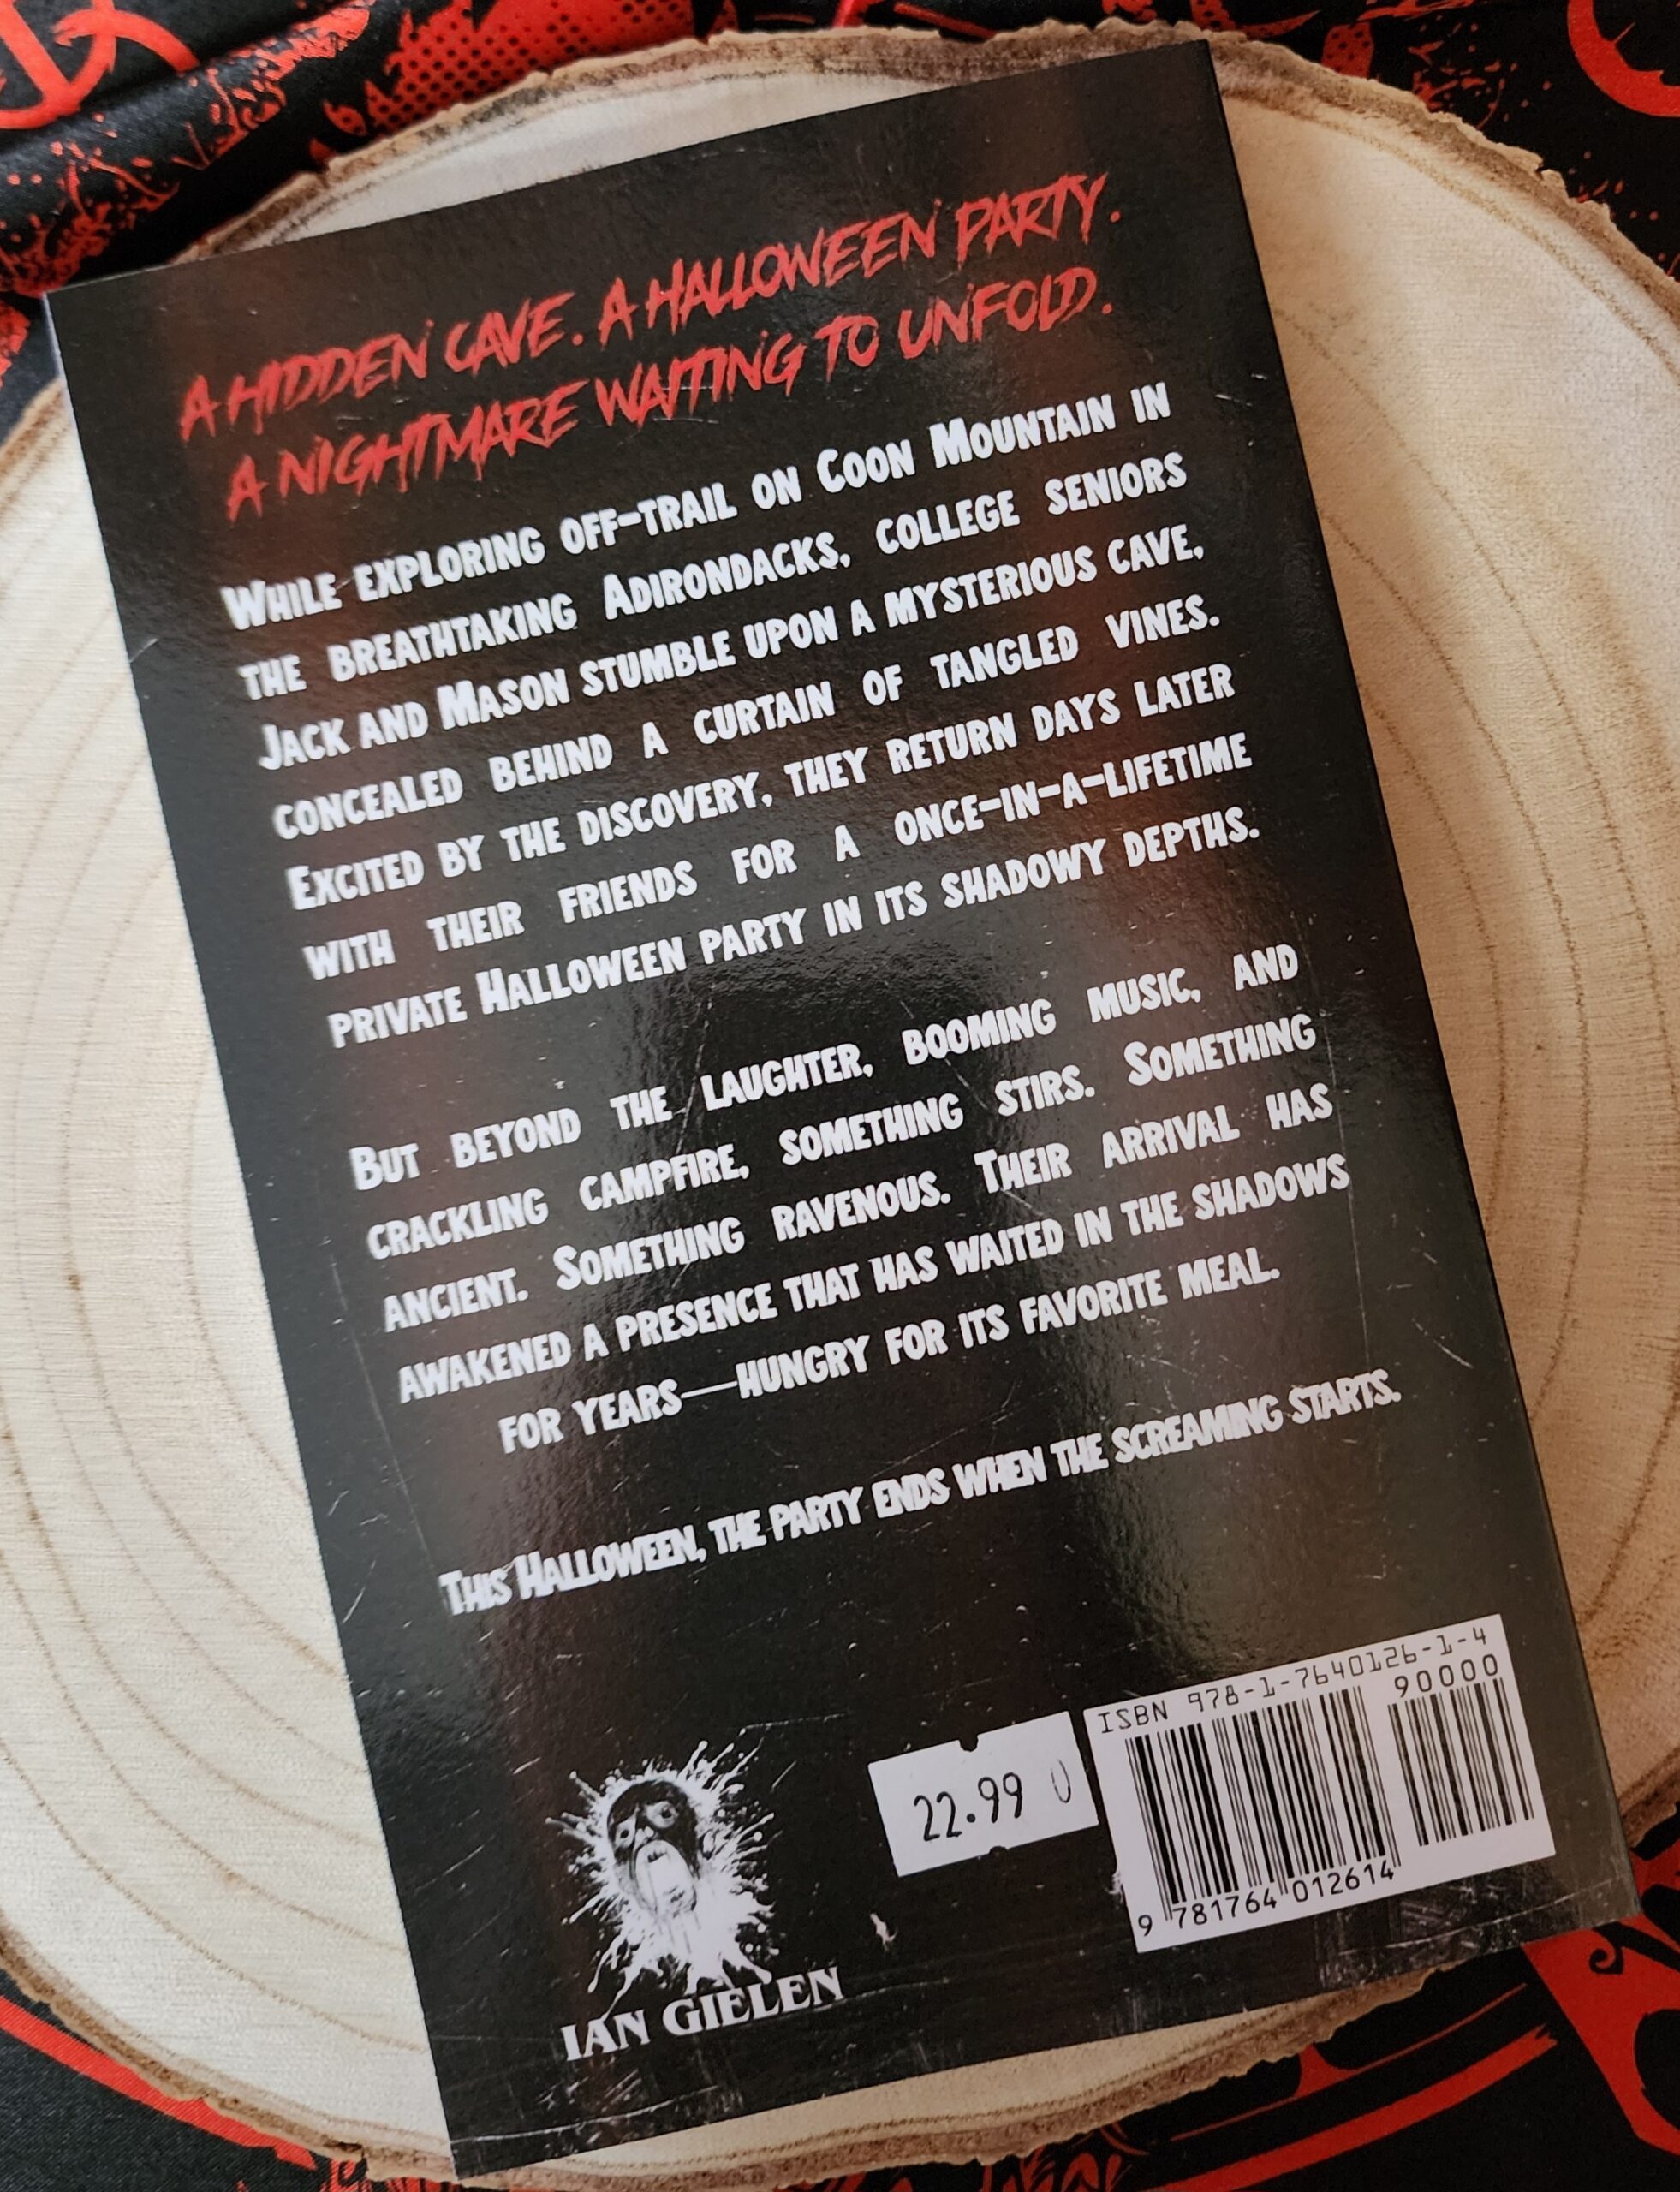 A HIDDEN CAVE. A HALLOWEEN PARTY.
A NIGHTMARE WAITING TO UNFOLD.
WHILE EXPLORING OFF-TRAIL ON COON MOUNTAIN IN
THE BREATHTAKING ADIRONDACKS, COLLEGE SENIORS
JACK AND MASON STUMBLE UPON A MYSTERIOUS CAVE,
CONCEALED BEHIND A CURTAIN OF TANGLED VINES.
EXCITED BY THE DISCOVERY, THEY RETURN DAYS LATER
WITH THEIR FRIENDS FOR A ONCE-IN-A-LIFETIME
PRIVATE HALLOWEEN PARTY IN ITS SHADOWY DEPTHS.
BUT BEYOND THE LAUGHTER, BOOMING MUSIC, AND
CRACKLING CAMPFIRE, SOMETHING STIRS. SOMETHING
ANCIENT. SOMETHING RAVENOUS. THEIR ARRIVAL HAS
AWAKENED A PRESENCE THAT HAS WAITED IN THE SHADOWS
FOR YEARS—HUNGRY FOR ITS FAVORITE MEAL.
THIS HALLOWEEN, THE PARTY ENDS WHEN THE SCREAMING STARTS.
IAN GIELEN
22.99
ISBN 978-1-7640126-1-4
90000
9 781764 012614